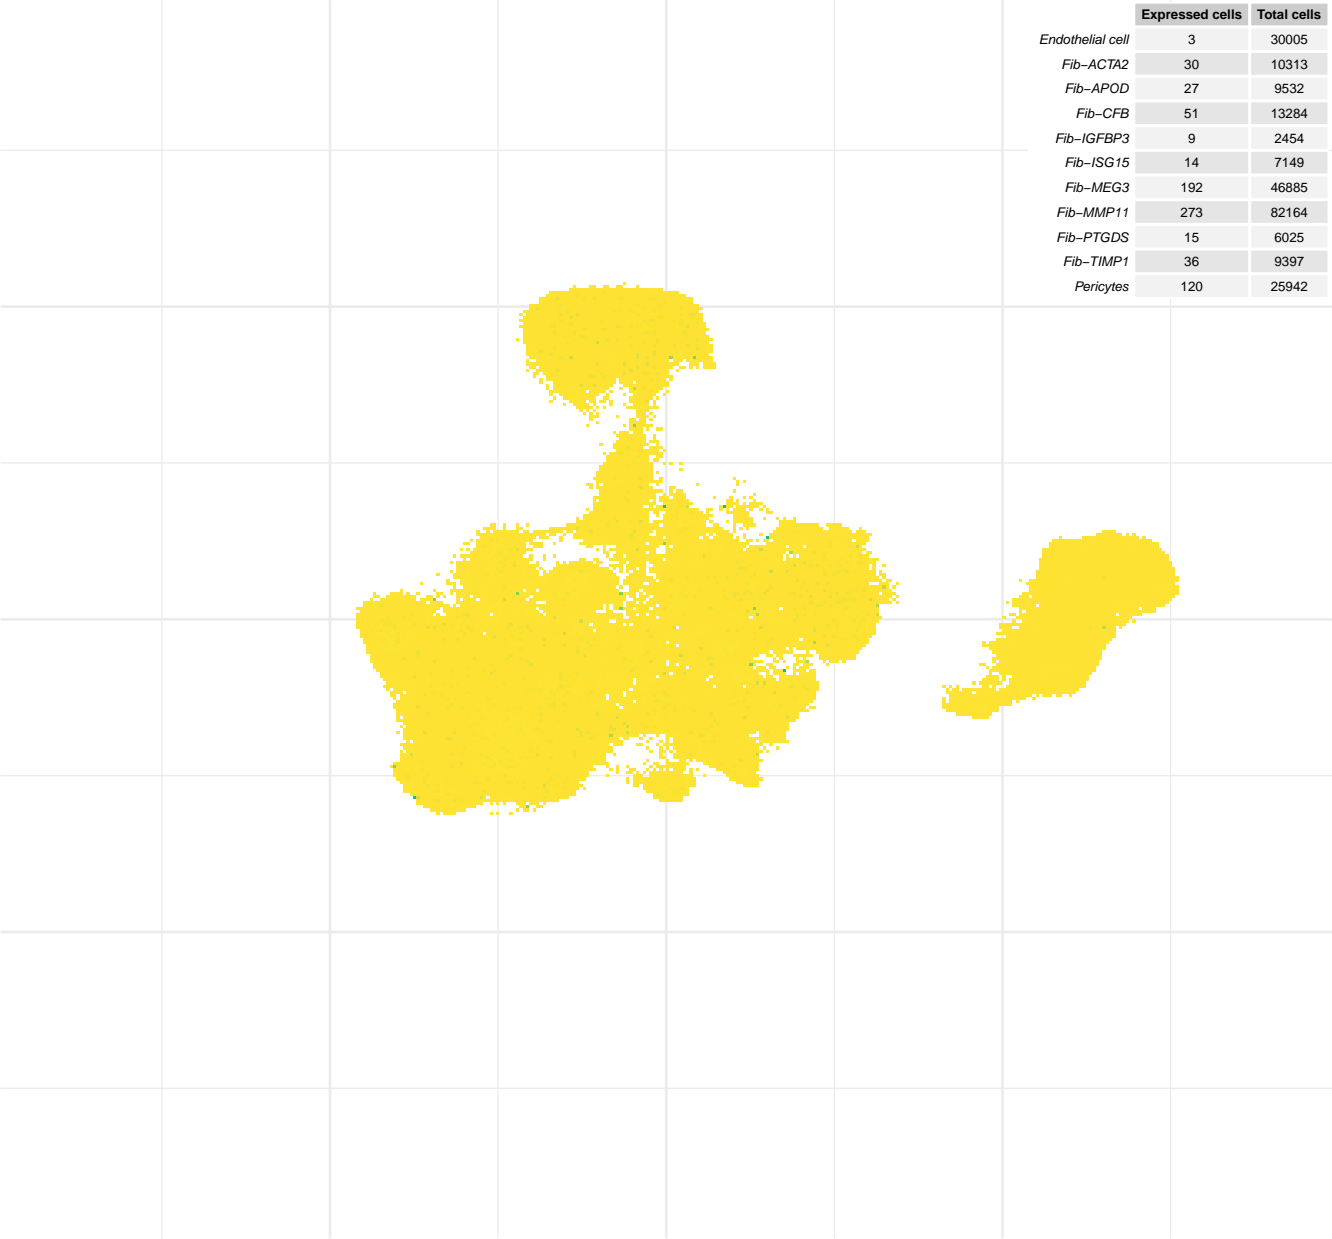 Expressed cells Total cells
Endothelial cell 3 30005
Fib−ACTA2 30 10313
Fib−APOD 27 9532
Fib−CFB 51 13284
Fib−IGFBP3 9 2454
Fib−ISG15 14 7149
Fib−MEG3 192 46885
Fib−MMP11 273 82164
Fib−PTGDS 15 6025
Fib−TIMP1 36 9397
Pericytes 120 25942